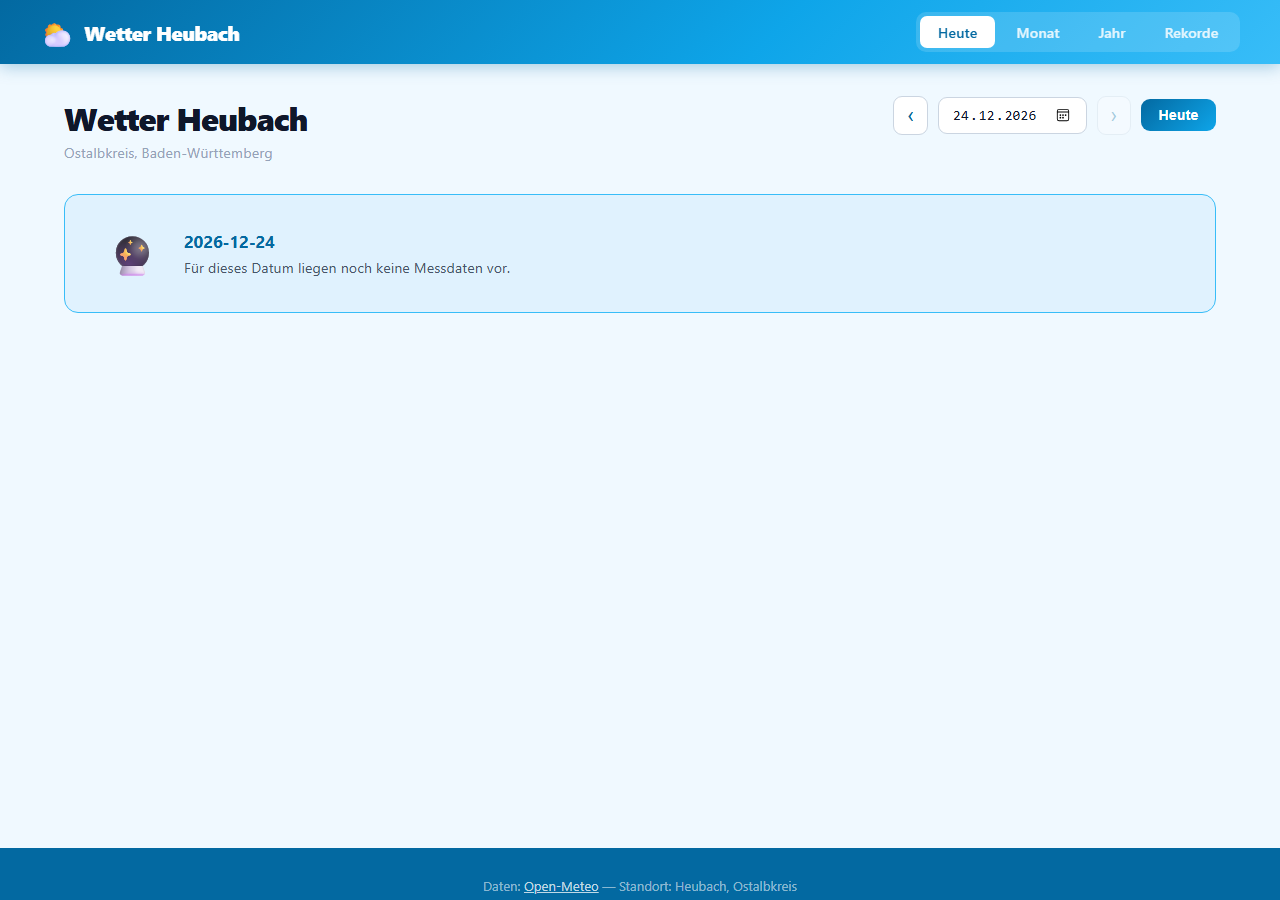 Wetter Heubach
Heute Monat Jahr Rekorde
Wetter Heubach
Ostalbkreis, Baden-Württemberg
‹ 24.12.2026 › Heute
2026-12-24
Für dieses Datum liegen noch keine Messdaten vor.
Daten: Open-Meteo — Standort: Heubach, Ostalbkreis